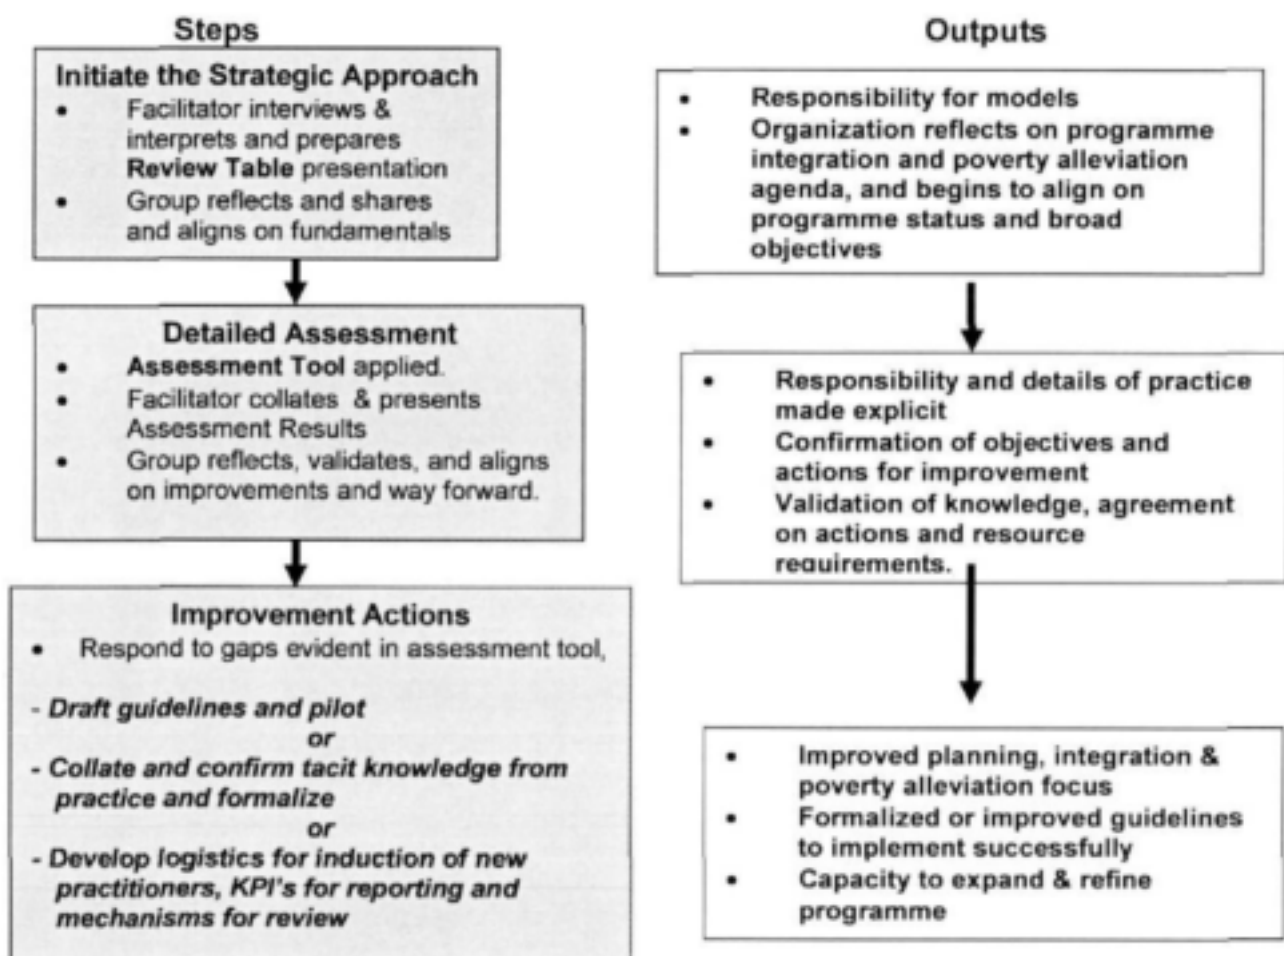 Steps
Initiate the Strategic Approach
• Facilitator interviews &
interprets and prepares
Review Table presentation
• Group reflects and shares
and aligns on fundamentals
Detailed Assessment
• Assessment Tool applied.
• Facilitator collates & presents
Assessment Results
• Group reflects, validates, and aligns
on improvements and way forward.
Improvement Actions
• Respond to gaps evident in assessment tool,
- Draft guidelines and pilot
or
- Collate and confirm tacit knowledge from
practice and formalize
or
- Develop logistics for induction of new
practitioners, KPI's for reporting and
mechanisms for review
Outputs
• Responsibility for models
• Organization reflects on programme
integration and poverty alleviation
agenda, and begins to align on
programme status and broad
objectives
• Responsibility and details of practice
made explicit
• Confirmation of objectives and
actions for improvement
• Validation of knowledge, agreement
on actions and resource
requirements.
• Improved planning, integration &
poverty alleviation focus
• Formalized or improved guidelines
to implement successfully
• Capacity to expand & refine
programme